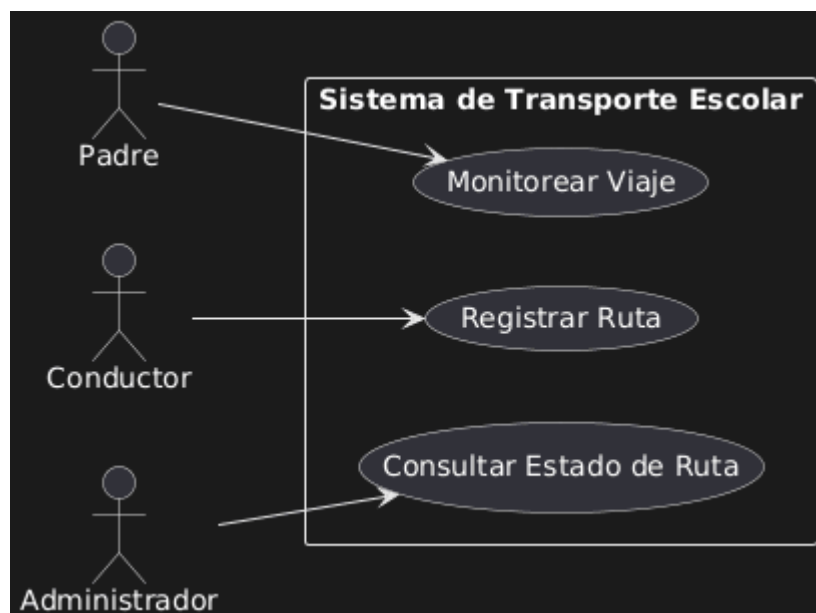 Sistema de Transporte Escolar
Padre
Monitorear Viaje
Conductor
Registrar Ruta
Administrador
Consultar Estado de Ruta